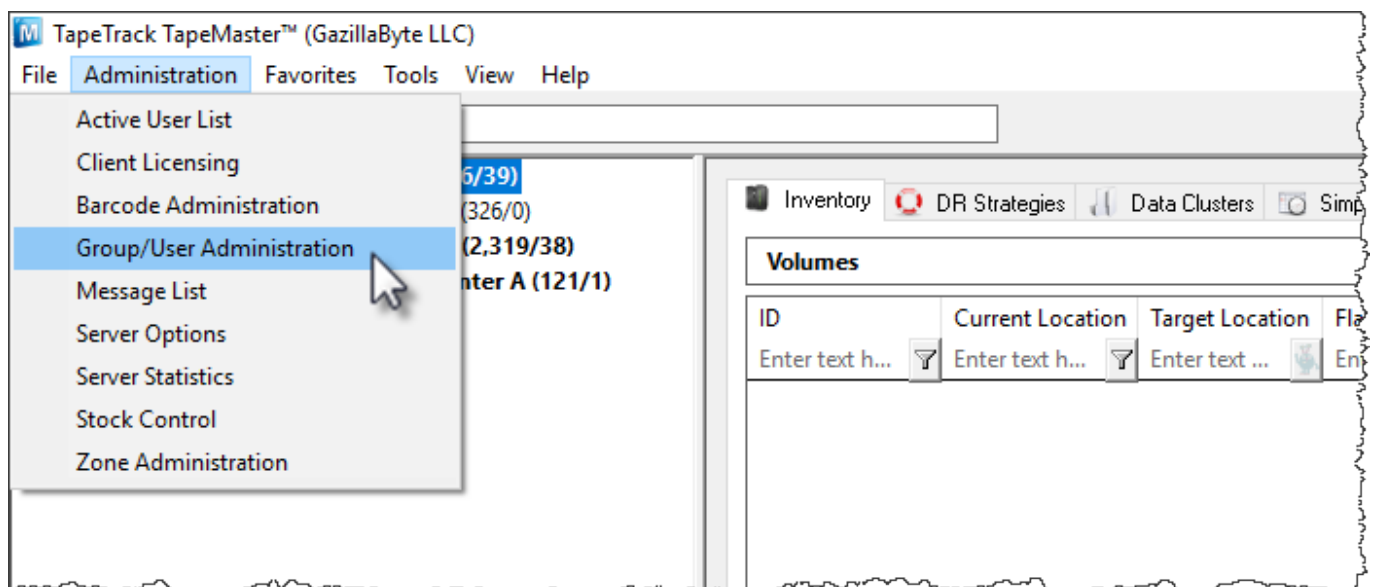 TapeTrack TapeMaster™ (GazillaByte LLC)
File Administration Favorites Tools View Help
Active User List
Client Licensing
Barcode Administration
Group/User Administration
Message List
Server Options
Server Statistics
Stock Control
Zone Administration
6/39)
(326/0)
(2,319/38)
nter A (121/1)
Inventory DR Strategies Data Clusters Simp
Volumes
ID Current Location Target Location Fla
Enter text h... Enter text h... Enter text ... En